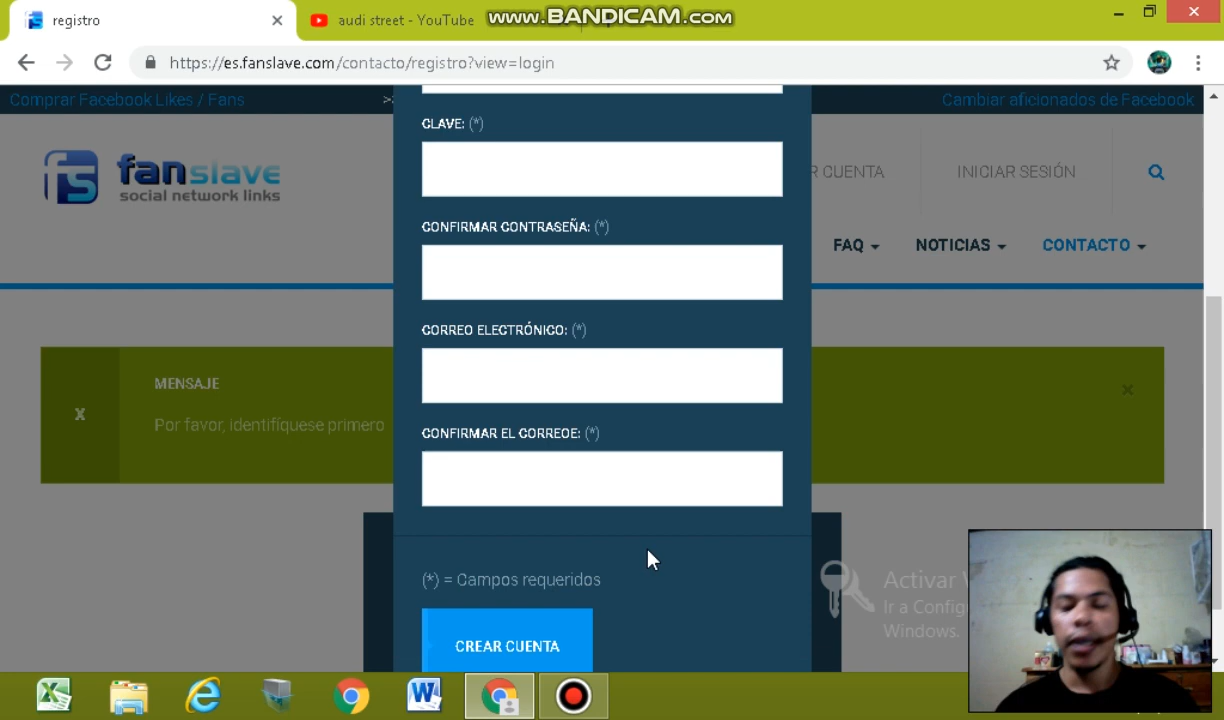 registro
audi street - YouTube
www.BANDICAM.com
https://es.fanslave.com/contacto/registro?view=login
Comprar Facebook Likes / Fans
Cambiar aficionados de Facebook
CLAVE: (*)
fanslave
social network links
R CUENTA
INICIAR SESIÓN
CONFIRMAR CONTRASEÑA: (*)
FAQ
NOTICIAS
CONTACTO
CORREO ELECTRÓNICO: (*)
MENSAJE
x
Por favor, identifíquese primero
CONFIRMAR EL CORREOE: (*)
(*) = Campos requeridos
Activar
Ir a Config
Windows.
CREAR CUENTA